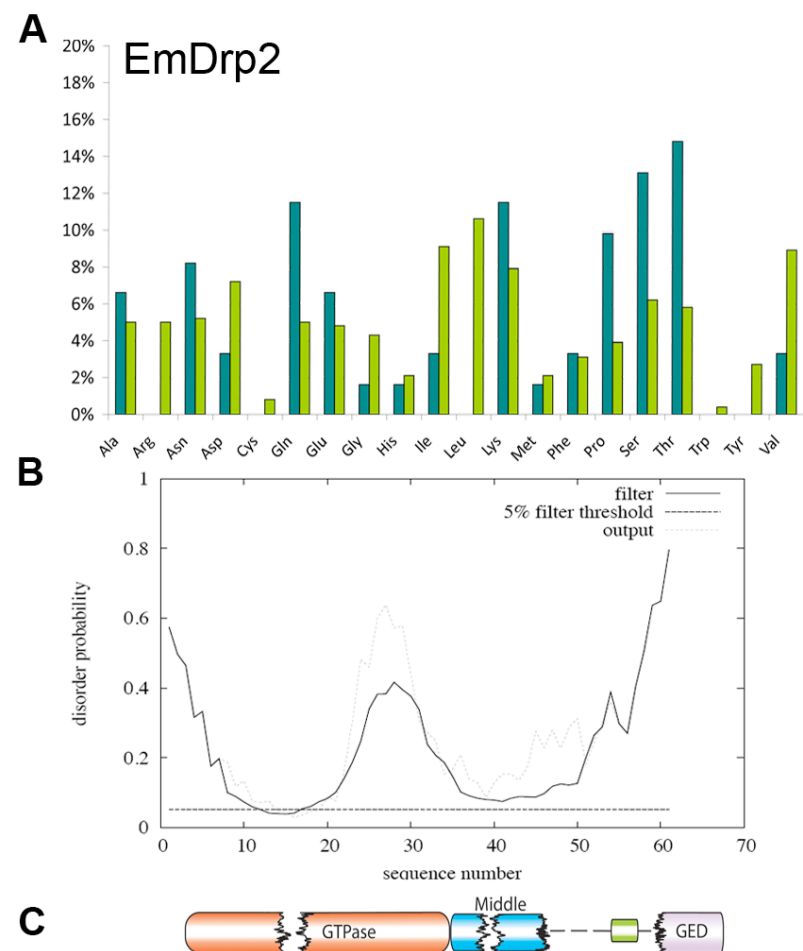 A
EmDrp2
20%
18%
16%
14%
12%
10%
8%
6%
4%
2%
0%
Ala Arg Asn Asp Cys Gln Glu Gly His Ile Leu Lys Met Phe Pro Ser Thr Trp Tyr Val
B
1
0.8
0.6
0.4
0.2
0
disorder probability
filter
5% filter threshold
output
0 10 20 30 40 50 60 70
sequence number
C
Middle
GTPase
GED